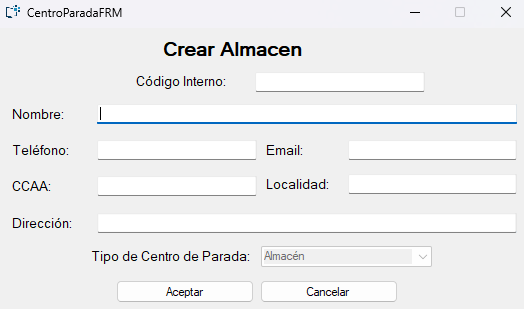 CentroParadaFRM
Crear Almacen
Código Interno:
Nombre:
Teléfono: Email:
CCAA: Localidad:
Dirección:
Tipo de Centro de Parada: Almacén
Aceptar Cancelar